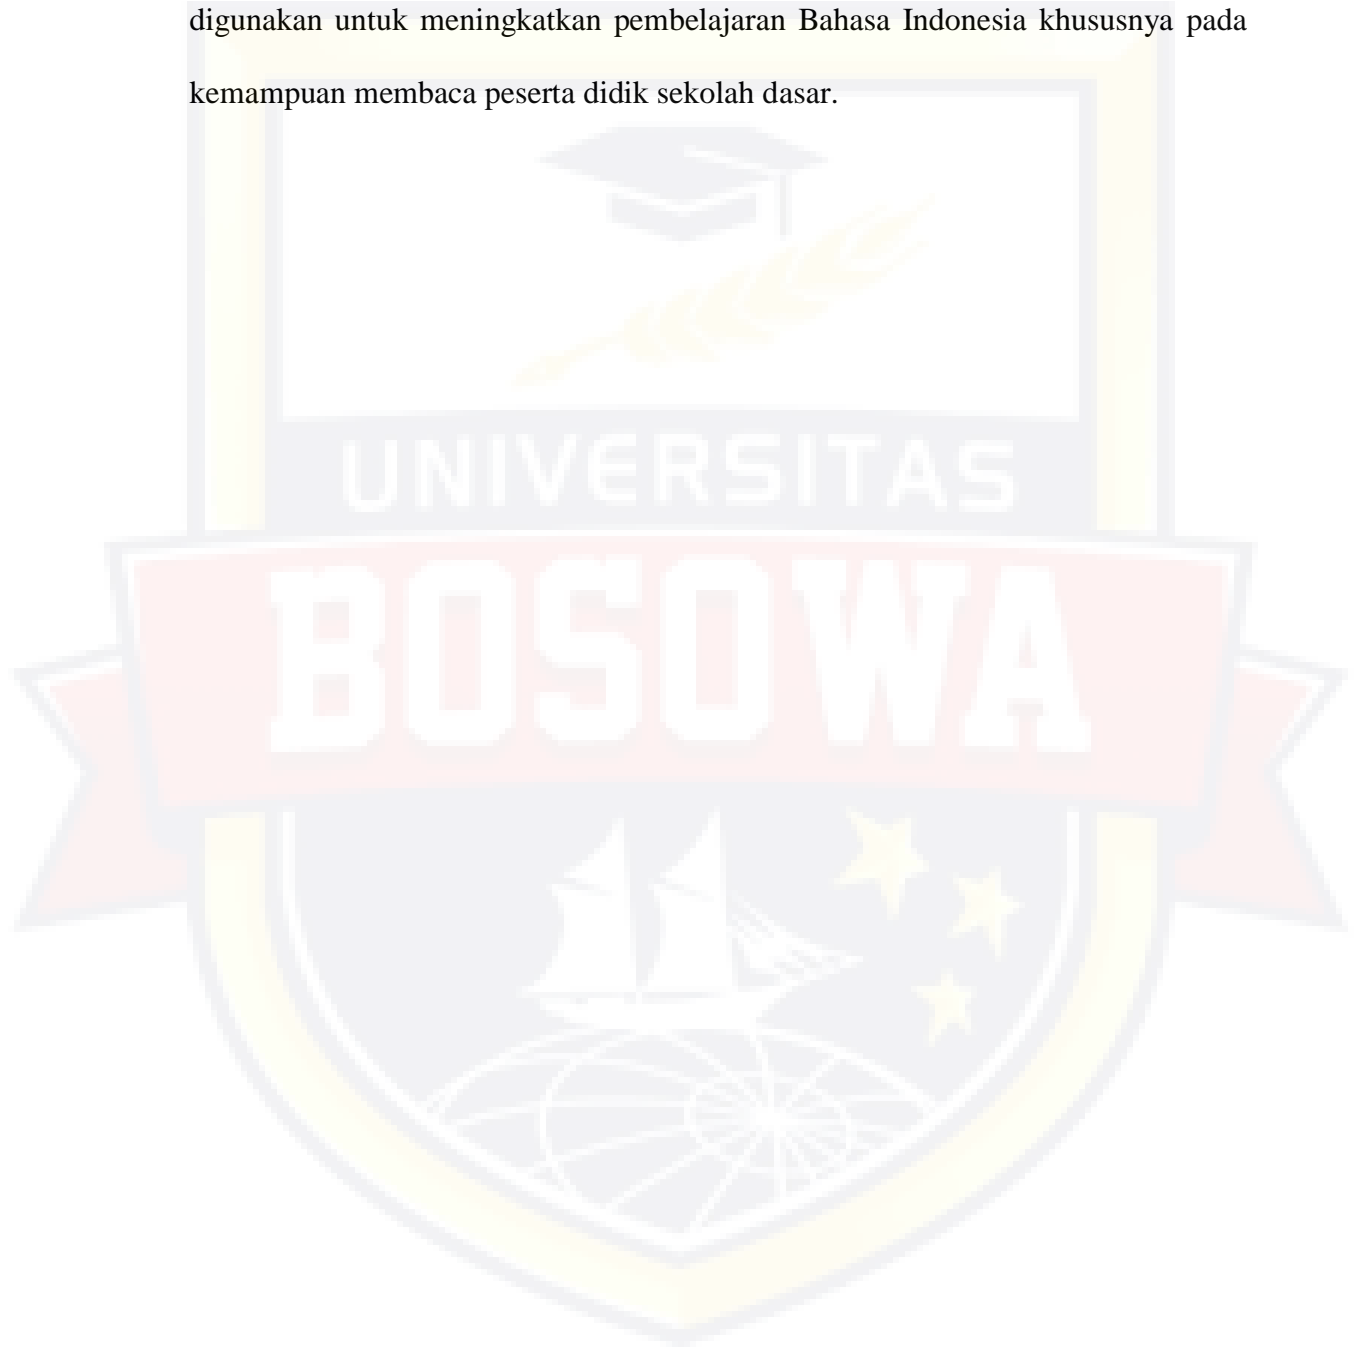 digunakan untuk meningkatkan pembelajaran Bahasa Indonesia khususnya pada
kemampuan membaca peserta didik sekolah dasar.
UNIVERSITAS
BOSOWA